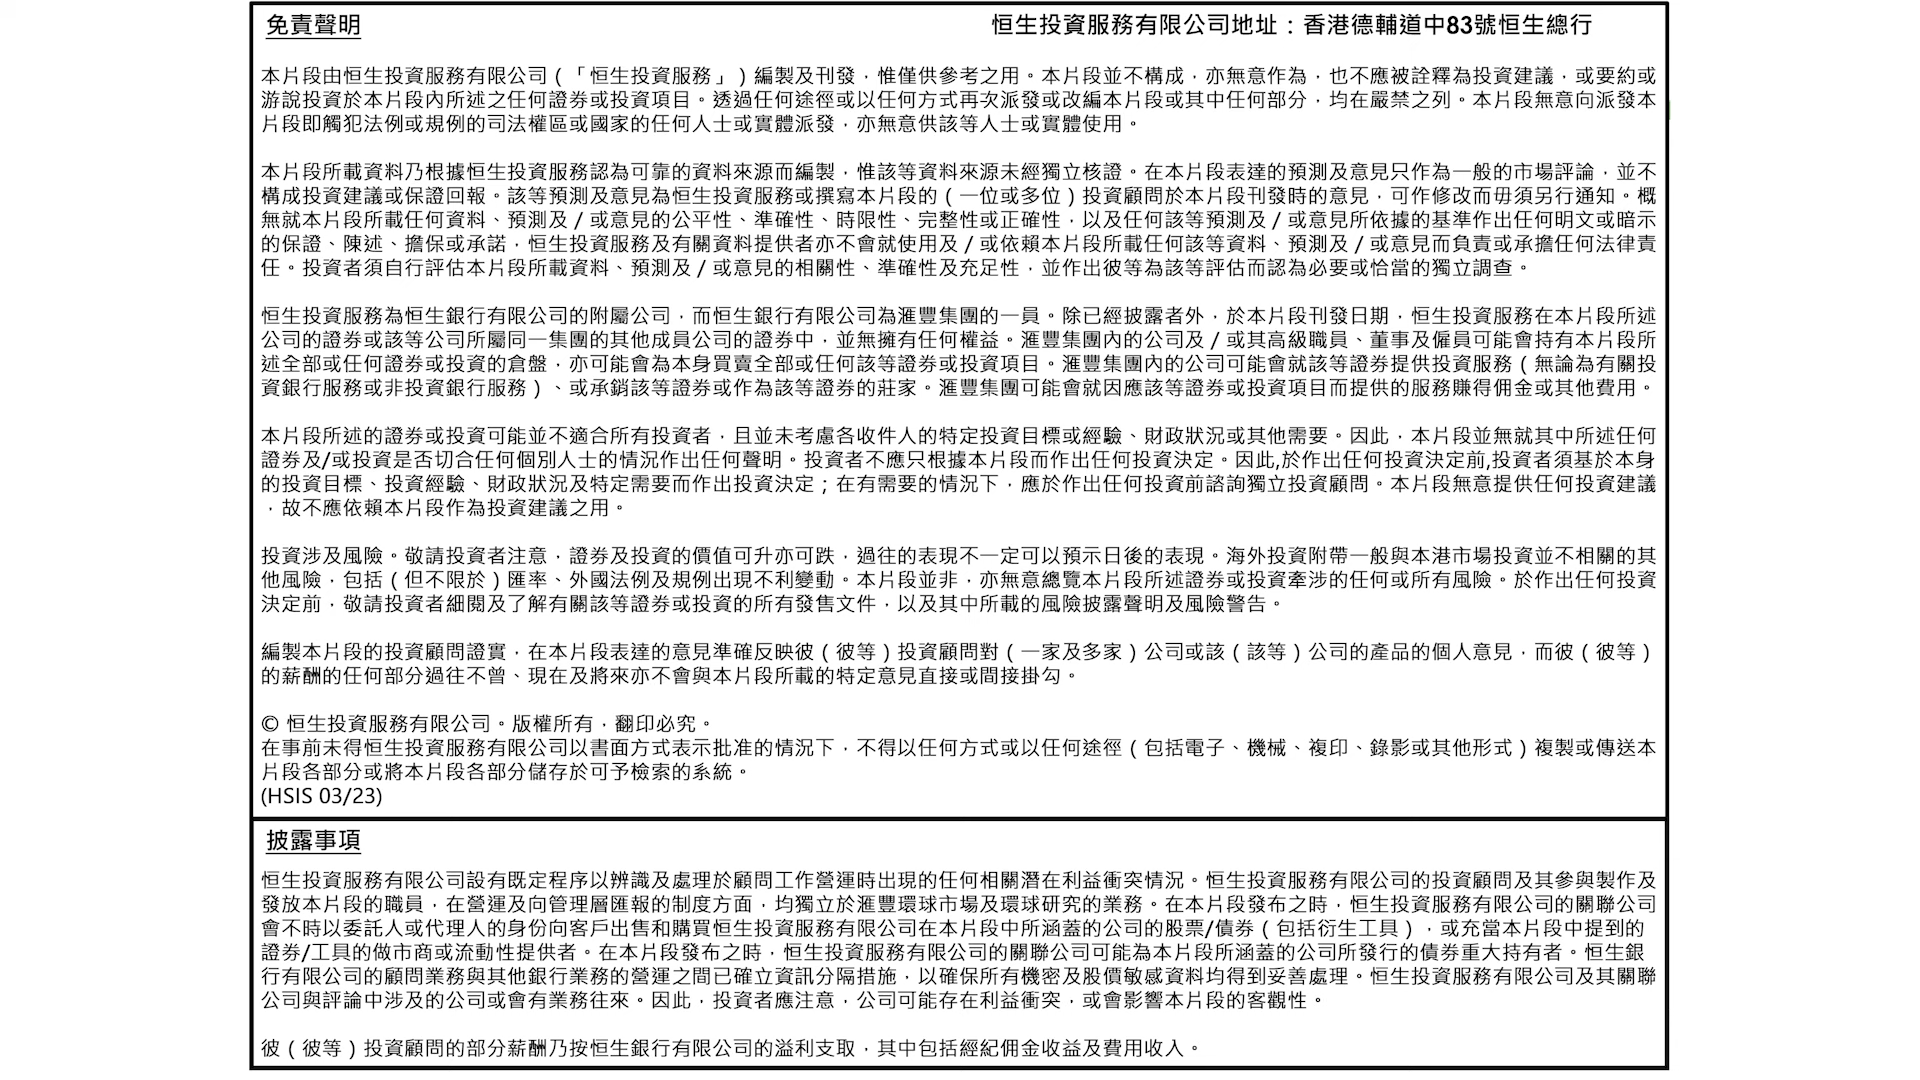 免責聲明
恒生投資服務有限公司地址：香港德輔道中83號恒生總行
本片段由恒生投資服務有限公司（「恒生投資服務」）編製及刊發，惟僅供參考之用。本片段並不構成，亦無意作為，也不應被詮釋為投資建議，或要約或
游說投資於本片段內所述之任何證券或投資項目。透過任何途徑或以任何方式再次派發或改編本片段或其中任何部分，均在嚴禁之列。本片段無意向派發本
片段即觸犯法例或規例的司法權區或國家的任何人士或實體派發，亦無意供該等人士或實體使用。
本片段所載資料乃根據恒生投資服務認為可靠的資料來源而編製，惟該等資料來源未經獨立核證。在本片段表達的預測及意見只作為一般的市場評論，並不
構成投資建議或保證回報。該等預測及意見為恒生投資服務或撰寫本片段的（一位或多位）投資顧問於本片段刊發時的意見，可作修改而毋須另行通知。概
無就本片段所載任何資料、預測及/或意見的公平性、準確性、時限性、完整性或正確性，以及任何該等預測及/或意見所依據的基準作出任何明文或暗示
的保證、陳述、擔保或承諾，恒生投資服務及有關資料提供者亦不會就使用及/或依賴本片段所載任何該等資料、預測及/或意見而負責或承擔任何法律責
任。投資者須自行評估本片段所載資料、預測及/或意見的相關性、準確性及充足性，並作出彼等為該等評估而認為必要或恰當的獨立調查。
恒生投資服務為恒生銀行有限公司的附屬公司，而恒生銀行有限公司為滙豐集團的一員。除已經披露者外，於本片段刊發日期，恒生投資服務在本片段所述
公司的證券或該等公司所屬同一集團的其他成員公司的證券中，並無擁有任何權益。滙豐集團內的公司及/或其高級職員、董事及僱員可能會持有本片段所
述全部或任何證券或投資的倉盤，亦可能會為本身買賣全部或任何該等證券或投資項目。滙豐集團內的公司可能會就該等證券提供投資服務（無論為有關投
資銀行服務或非投資銀行服務）、或承銷該等證券或作為該等證券的莊家。滙豐集團可能會就因應該等證券或投資項目而提供的服務賺得佣金或其他費用。
本片段所述的證券或投資可能並不適合所有投資者，且並未考慮各收件人的特定投資目標或經驗、財政狀況或其他需要。因此，本片段並無就其中所述任何
證券及/或投資是否切合任何個別人士的情況作出任何聲明。投資者不應只根據本片段而作出任何投資決定。因此,於作出任何投資決定前,投資者須基於本身
的投資目標、投資經驗、財政狀況及特定需要而作出投資決定；在有需要的情況下，應於作出任何投資前諮詢獨立投資顧問。本片段無意提供任何投資建議
，故不應依賴本片段作為投資建議之用。
投資涉及風險。敬請投資者注意，證券及投資的價值可升亦可跌，過往的表現不一定可以預示日後的表現。海外投資附帶一般與本港市場投資並不相關的其
他風險，包括（但不限於）匯率、外國法例及規例出現不利變動。本片段並非，亦無意總覽本片段所述證券或投資牽涉的任何或所有風險。於作出任何投資
決定前，敬請投資者細閱及了解有關該等證券或投資的所有發售文件，以及其中所載的風險披露聲明及風險警告。
編製本片段的投資顧問證實，在本片段表達的意見準確反映彼（彼等）投資顧問對（一家及多家）公司或該（該等）公司的產品的個人意見，而彼（彼等）
的薪酬的任何部分過往不曾、現在及將來亦不會與本片段所載的特定意見直接或間接掛勾。
© 恒生投資服務有限公司。版權所有，翻印必究。
在事前未得恒生投資服務有限公司以書面方式表示批准的情況下，不得以任何方式或以任何途徑（包括電子、機械、複印、錄影或其他形式）複製或傳送本
片段各部分或將本片段各部分儲存於可予檢索的系統。
(HSIS 03/23)
披露事項
恒生投資服務有限公司設有既定程序以辨識及處理於顧問工作營運時出現的任何相關潛在利益衝突情況。恒生投資服務有限公司的投資顧問及其參與製作及
發放本片段的職員，在營運及向管理層匯報的制度方面，均獨立於滙豐環球市場及環球研究的業務。在本片段發布之時，恒生投資服務有限公司的關聯公司
會不時以委託人或代理人的身份向客戶出售和購買恒生投資服務有限公司在本片段中所涵蓋的公司的股票/債券（包括衍生工具），或充當本片段中提到的
證券/工具的做市商或流動性提供者。在本片段發布之時，恒生投資服務有限公司的關聯公司可能為本片段所涵蓋的公司所發行的債券重大持有者。恒生銀
行有限公司的顧問業務與其他銀行業務的營運之間已確立資訊分隔措施，以確保所有機密及股價敏感資料均得到妥善處理。恒生投資服務有限公司及其關聯
公司與評論中涉及的公司或會有業務往來。因此，投資者應注意，公司可能存在利益衝突，或會影響本片段的客觀性。
彼（彼等）投資顧問的部分薪酬乃按恒生銀行有限公司的溢利支取，其中包括經紀佣金收益及費用收入。